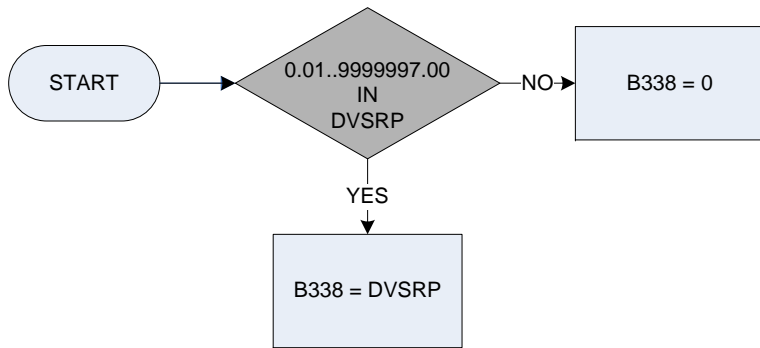 START
0.01..9999997.00
IN
DVSRP
NO
B338 = 0
YES
B338 = DVSRP